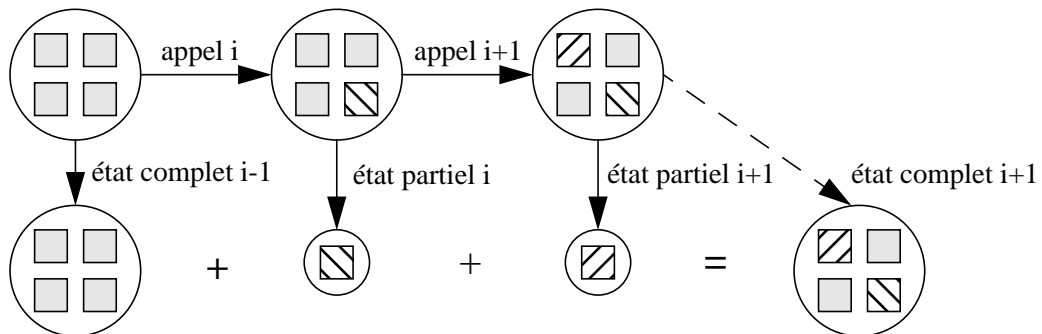 appel i
appel i+1
état complet i-1
état partiel i
état partiel i+1
état complet i+1
+
+
=